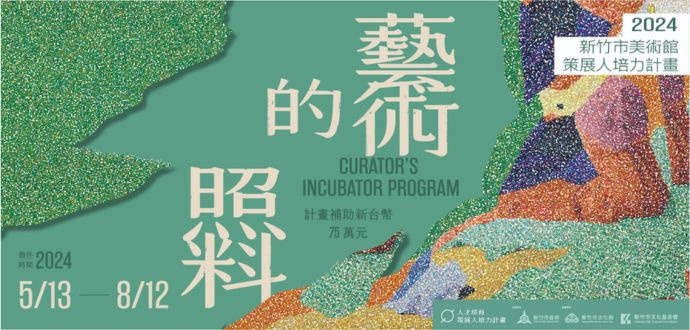 2024
新竹市美術館
策展人培力計畫
藝術
的
照料
CURATOR'S
INCUBATOR PROGRAM
計畫補助新台幣
75 萬元
徵件
時間 2024
5/13 — 8/12
人才培育
策展人培力計畫
新竹市政府
新竹市文化局
新竹市文化基金會